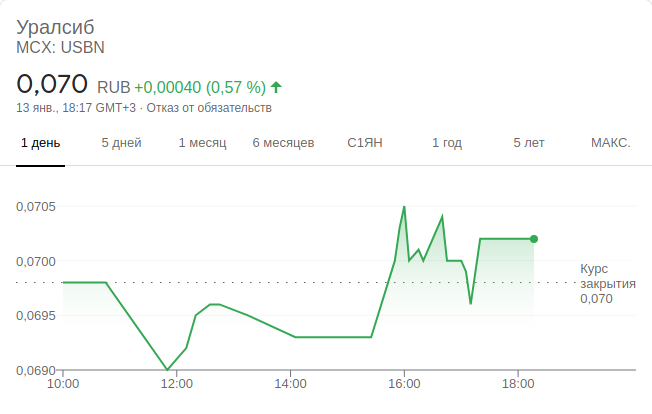 Уралсиб
MCX: USBN
0,070 RUB +0,00040 (0,57 %)
13 янв., 18:17 GMT+3 · Отказ от обязательств
1 день 5 дней 1 месяц 6 месяцев С1ЯН 1 год 5 лет МАКС.
0,0705
0,0700
Курс
закрытия
0,070
0,0695
0,0690
10:00 12:00 14:00 16:00 18:00